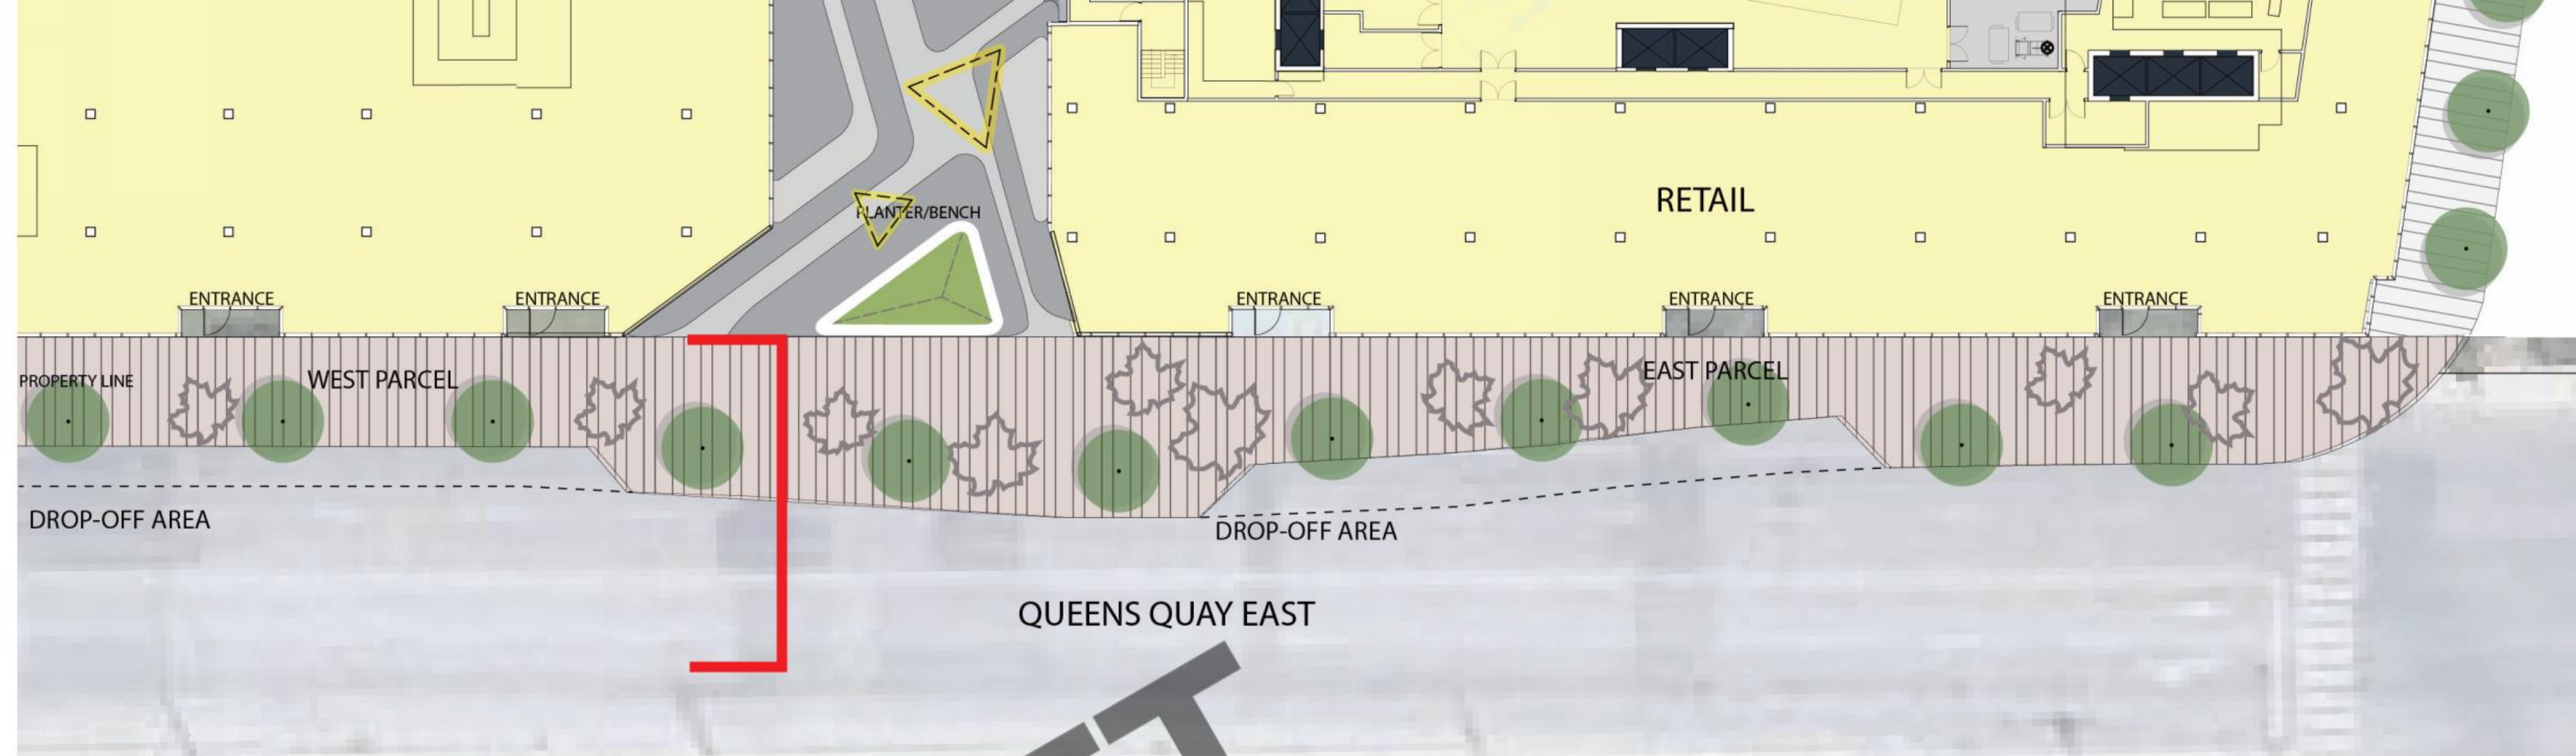 RETAIL
PLANTER/BENCH
ENTRANCE
ENTRANCE
ENTRANCE
ENTRANCE
ENTRANCE
PROPERTY LINE
WEST PARCEL
EAST PARCEL
DROP-OFF AREA
DROP-OFF AREA
QUEENS QUAY EAST